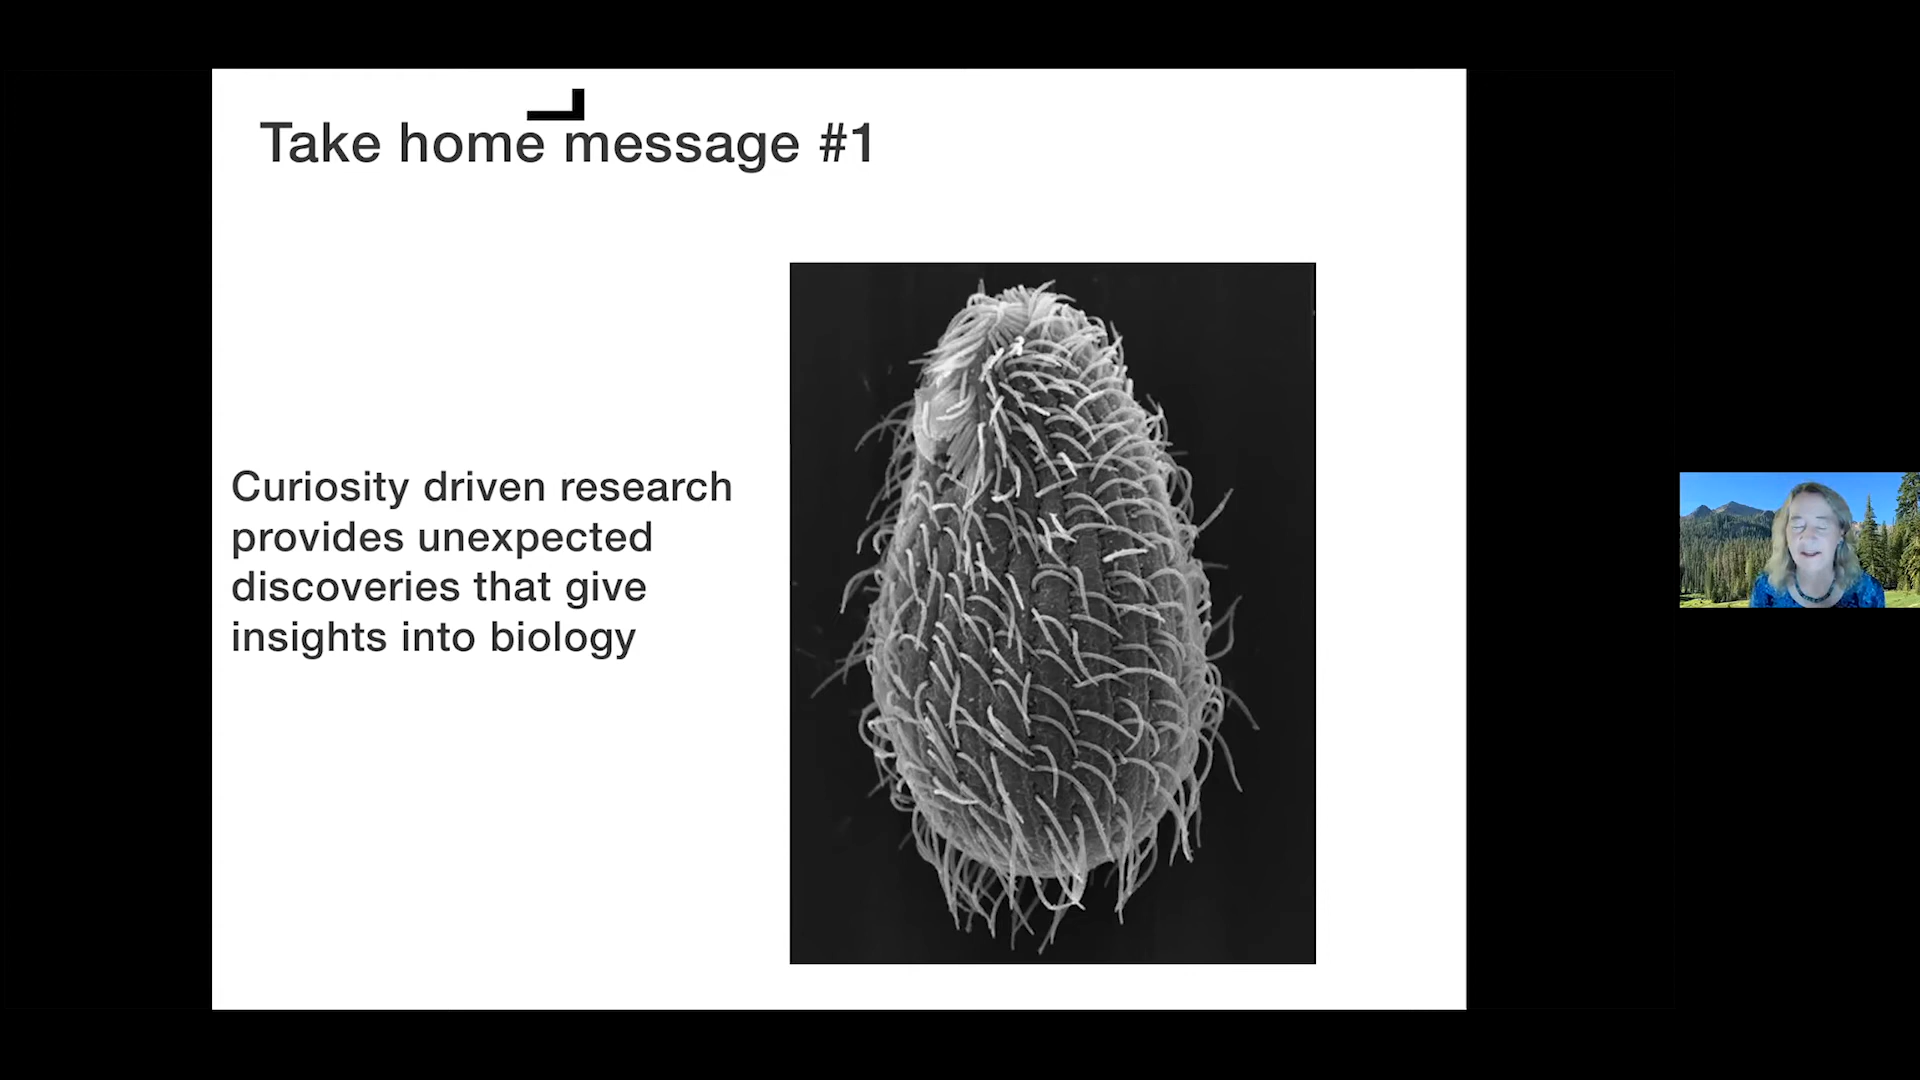 Take home message #1
Curiosity driven research
provides unexpected
discoveries that give
insights into biology